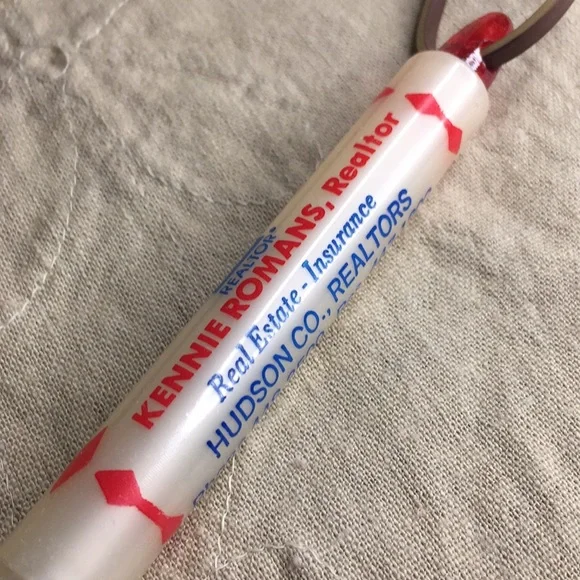 REALTOR®
KENNIE ROMANS, Realtor
Real Estate - Insurance
HUDSON CO., REALTORS